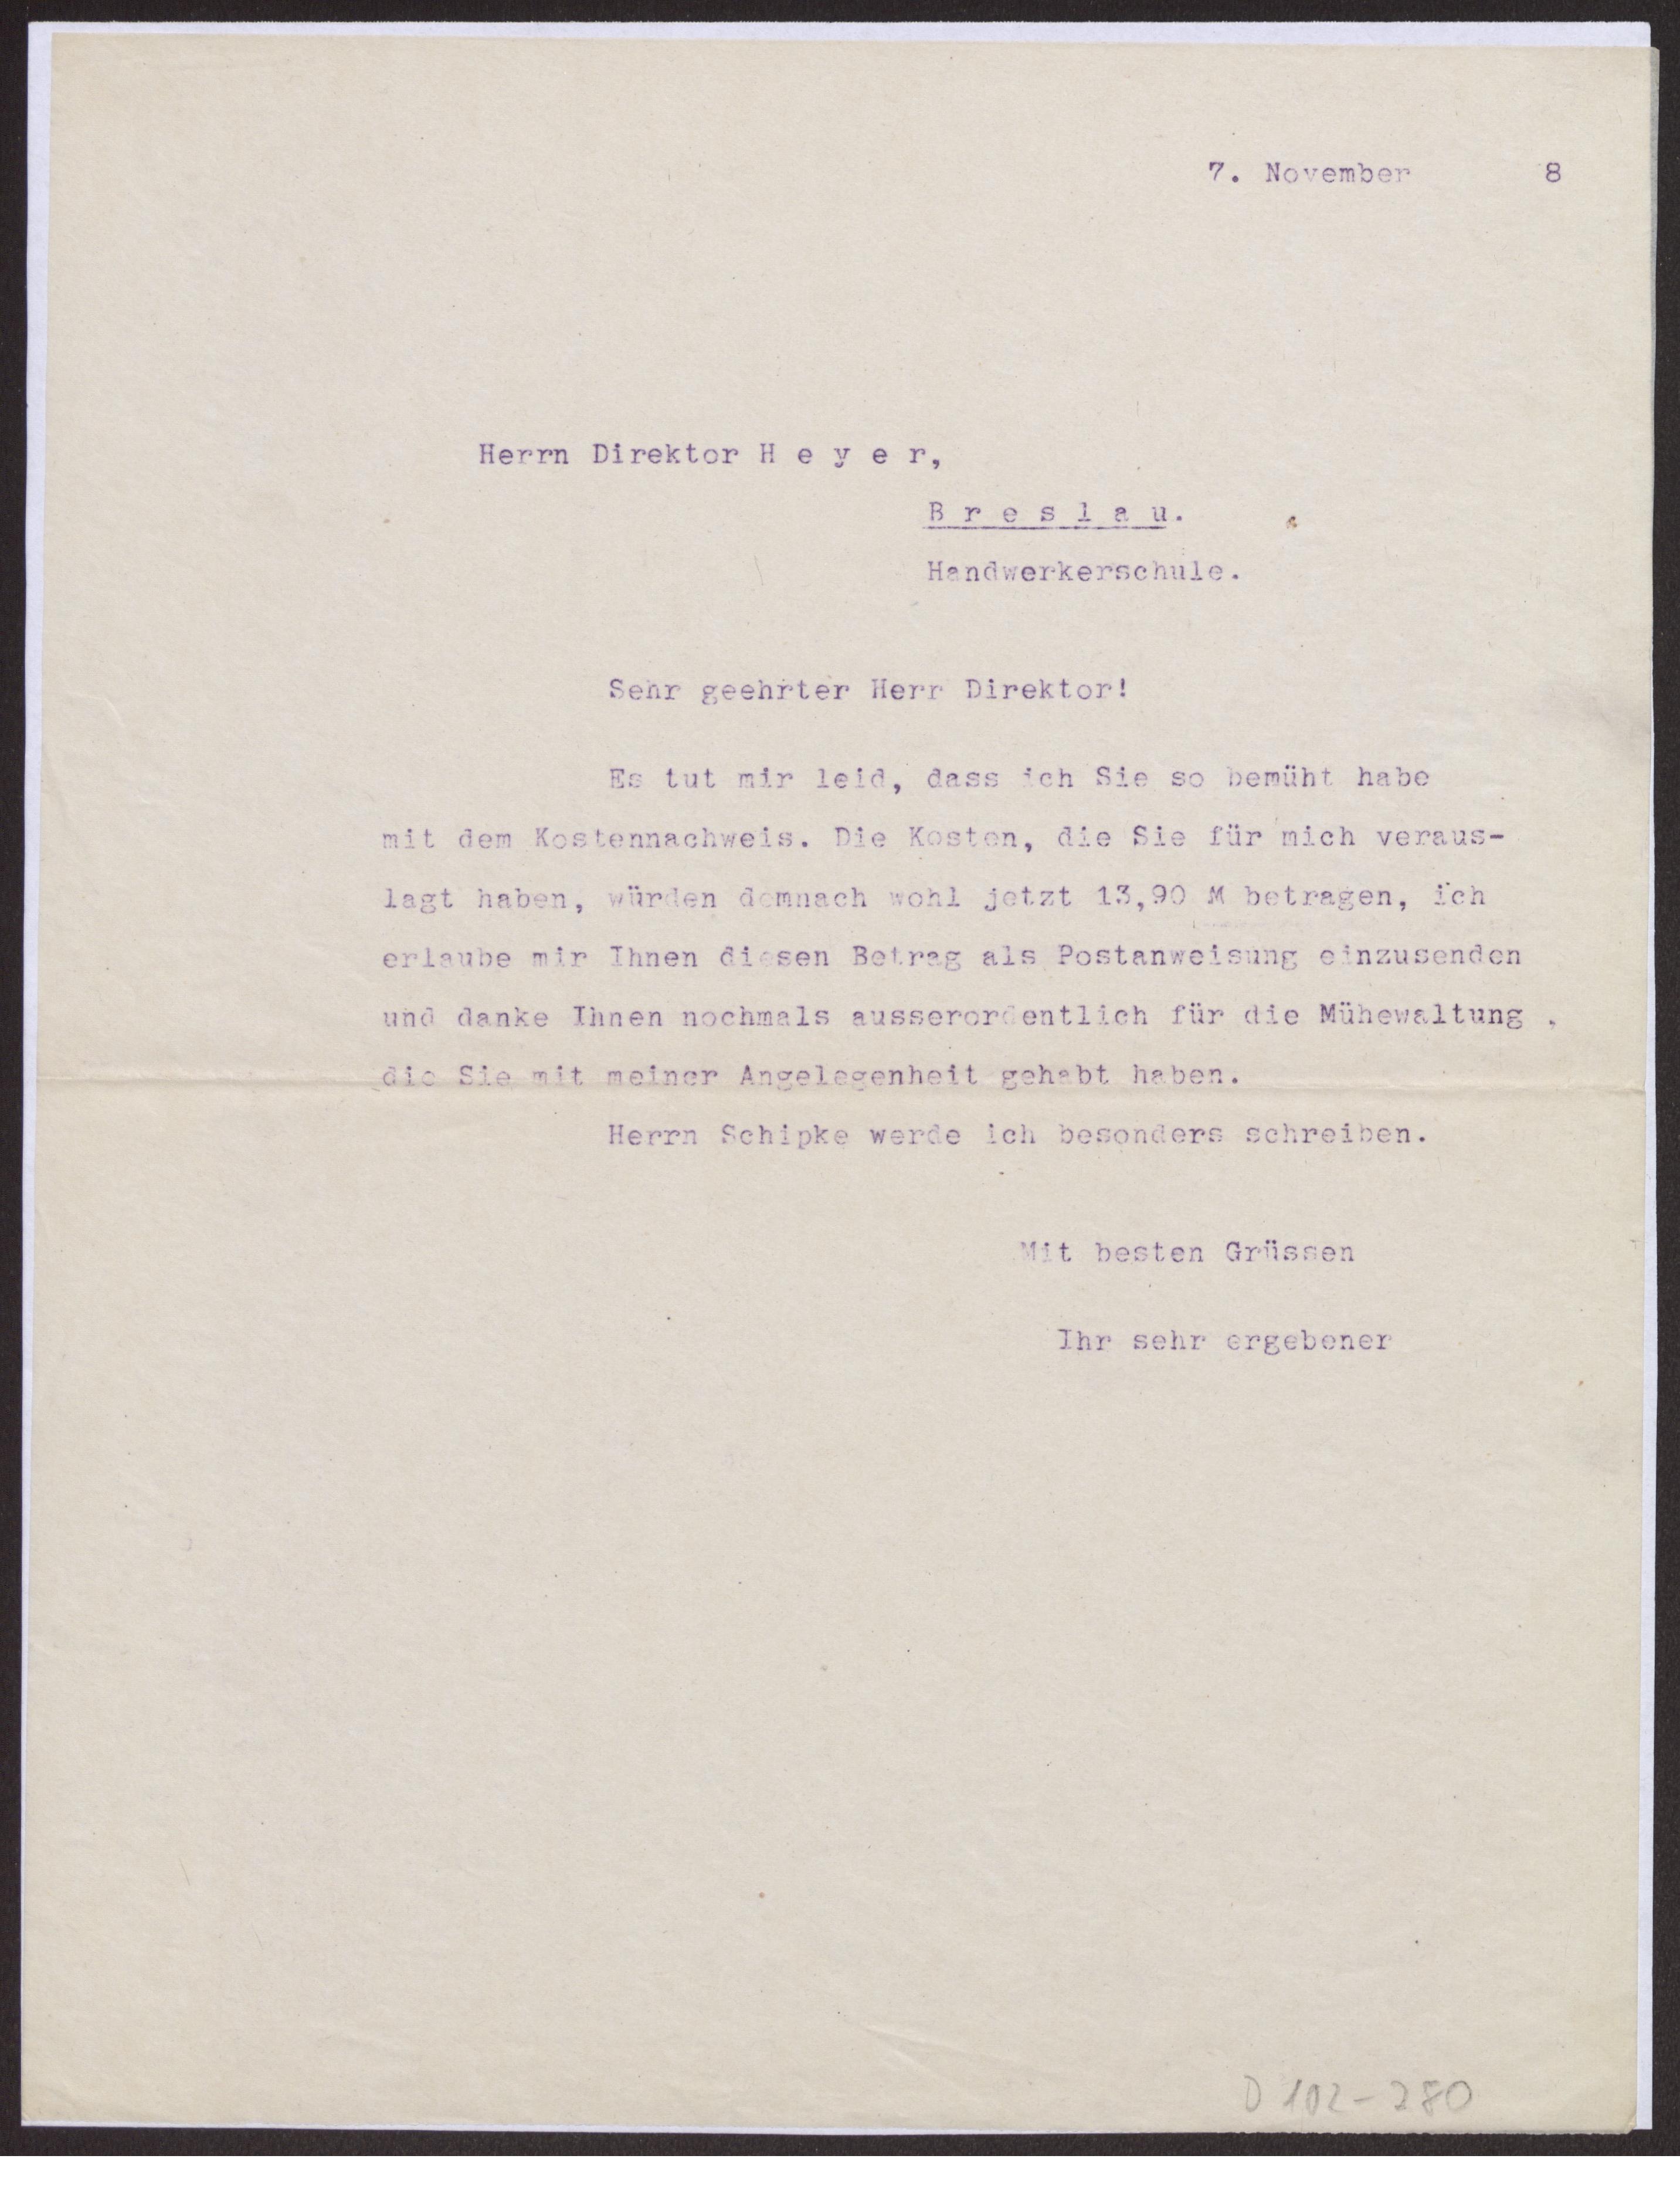 7. November 8
Herrn Direktor H e y e r,
B r e s l a u.
Handwerkerschule.
Sehr geehrter Herr Direktor!
Es tut mir leid, dass ich Sie so bemüht habe
mit dem Kostennachweis. Die Kosten, die Sie für mich veraus-
lagt haben, würden demnach wohl jetzt 13,90 M betragen, ich
erlaube mir Ihnen diesen Betrag als Postanweisung einzusenden
und danke Ihnen nochmals ausserordentlich für die Mühewaltung ,
die Sie mit meiner Angelegenheit gehabt haben.
Herrn Schipke werde ich besonders schreiben.
Mit besten Grüssen
Ihr sehr ergebener
D 102-280